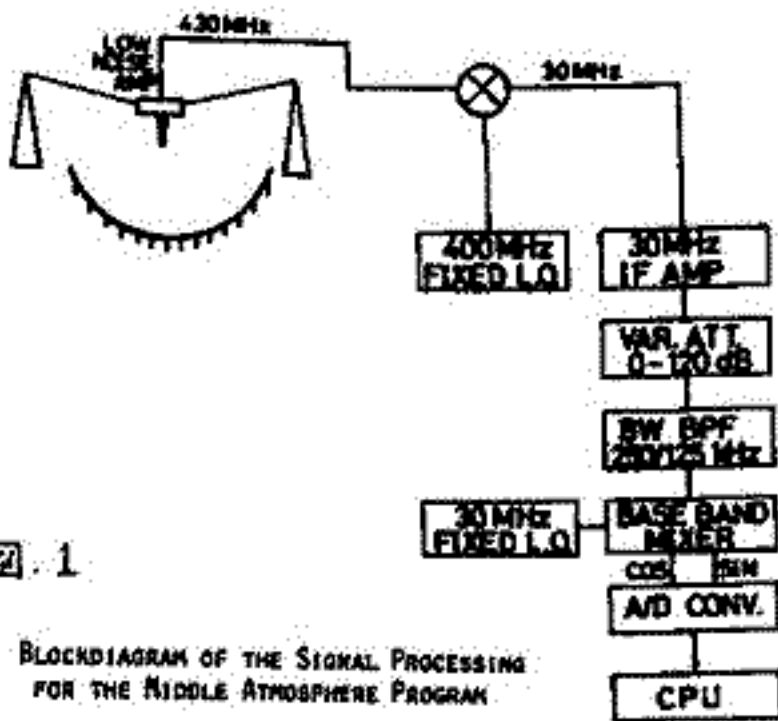 430MHz
LOW
NOISE
AMP
30MHz
400MHz
FIXED L.O.
30MHz
I.F AMP
VAR. ATT.
0-120 dB
BW BPF
250/125 kHz
30MHz
FIXED L.O.
BASE BAND
MIXER
COS SIN
A/D CONV.
CPU
. 1
BLOCKDIAGRAM OF THE SIGNAL PROCESSING
FOR THE MIDDLE ATMOSPHERE PROGRAM